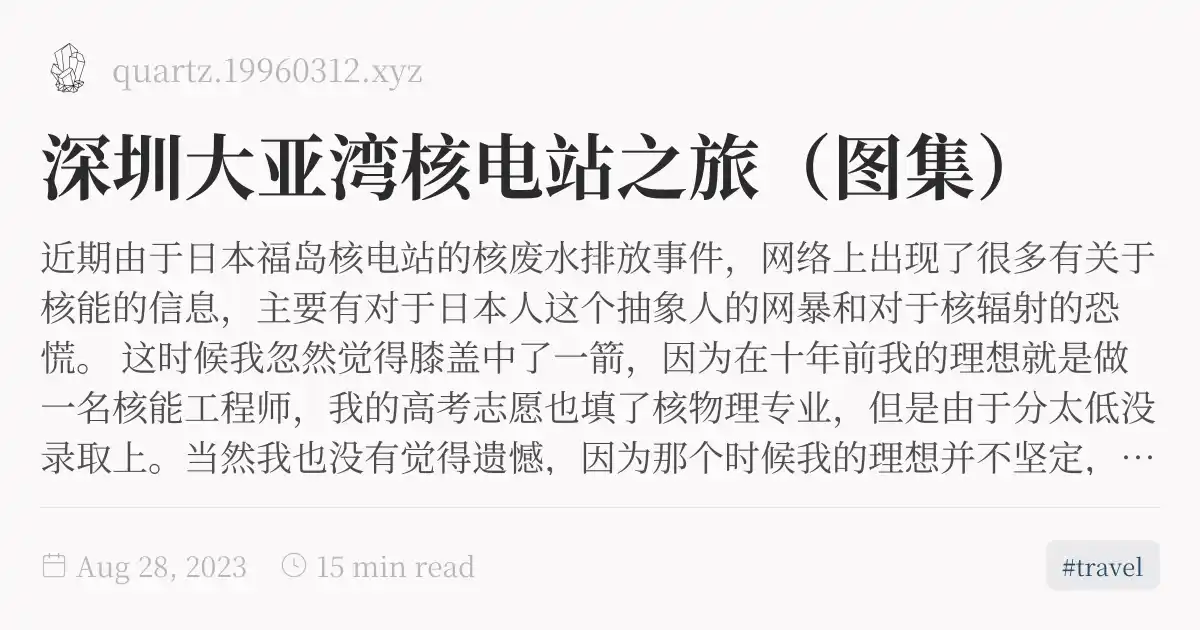 quartz.19960312.xyz
深圳大亚湾核电站之旅（图集）
近期由于日本福岛核电站的核废水排放事件，网络上出现了很多有关于
核能的信息，主要有对于日本人这个抽象人的网暴和对于核辐射的恐
慌。 这时候我忽然觉得膝盖中了一箭，因为在十年前我的理想就是做
一名核能工程师，我的高考志愿也填了核物理专业，但是由于分太低没
录取上。当然我也没有觉得遗憾，因为那个时候我的理想并不坚定，…
Aug 28, 2023 15 min read #travel